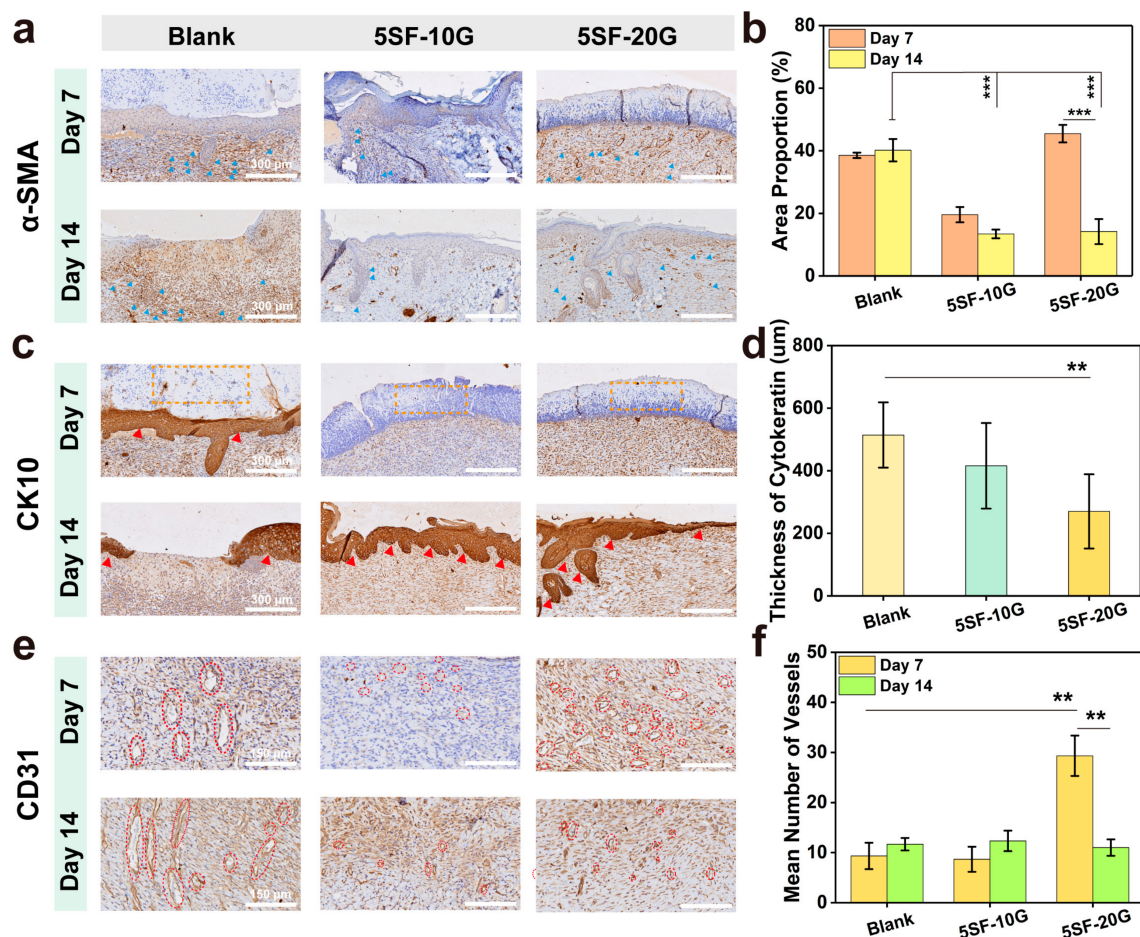 a
Blank
5SF-10G
5SF-20G
α-SMA
Day 7
300 μm
Day 14
300 μm
b
Day 7
Day 14
Area Proportion (%)
80
60
40
20
0
***
***
***
Blank
5SF-10G
5SF-20G
c
CK10
Day 7
300 μm
Day 14
300 μm
d
Thickness of Cytokeratin (um)
800
600
400
200
0
**
Blank
5SF-10G
5SF-20G
e
CD31
Day 7
150 μm
Day 14
150 μm
f
Day 7
Day 14
Mean Number of Vessels
50
40
30
20
10
0
**
**
Blank
5SF-10G
5SF-20G